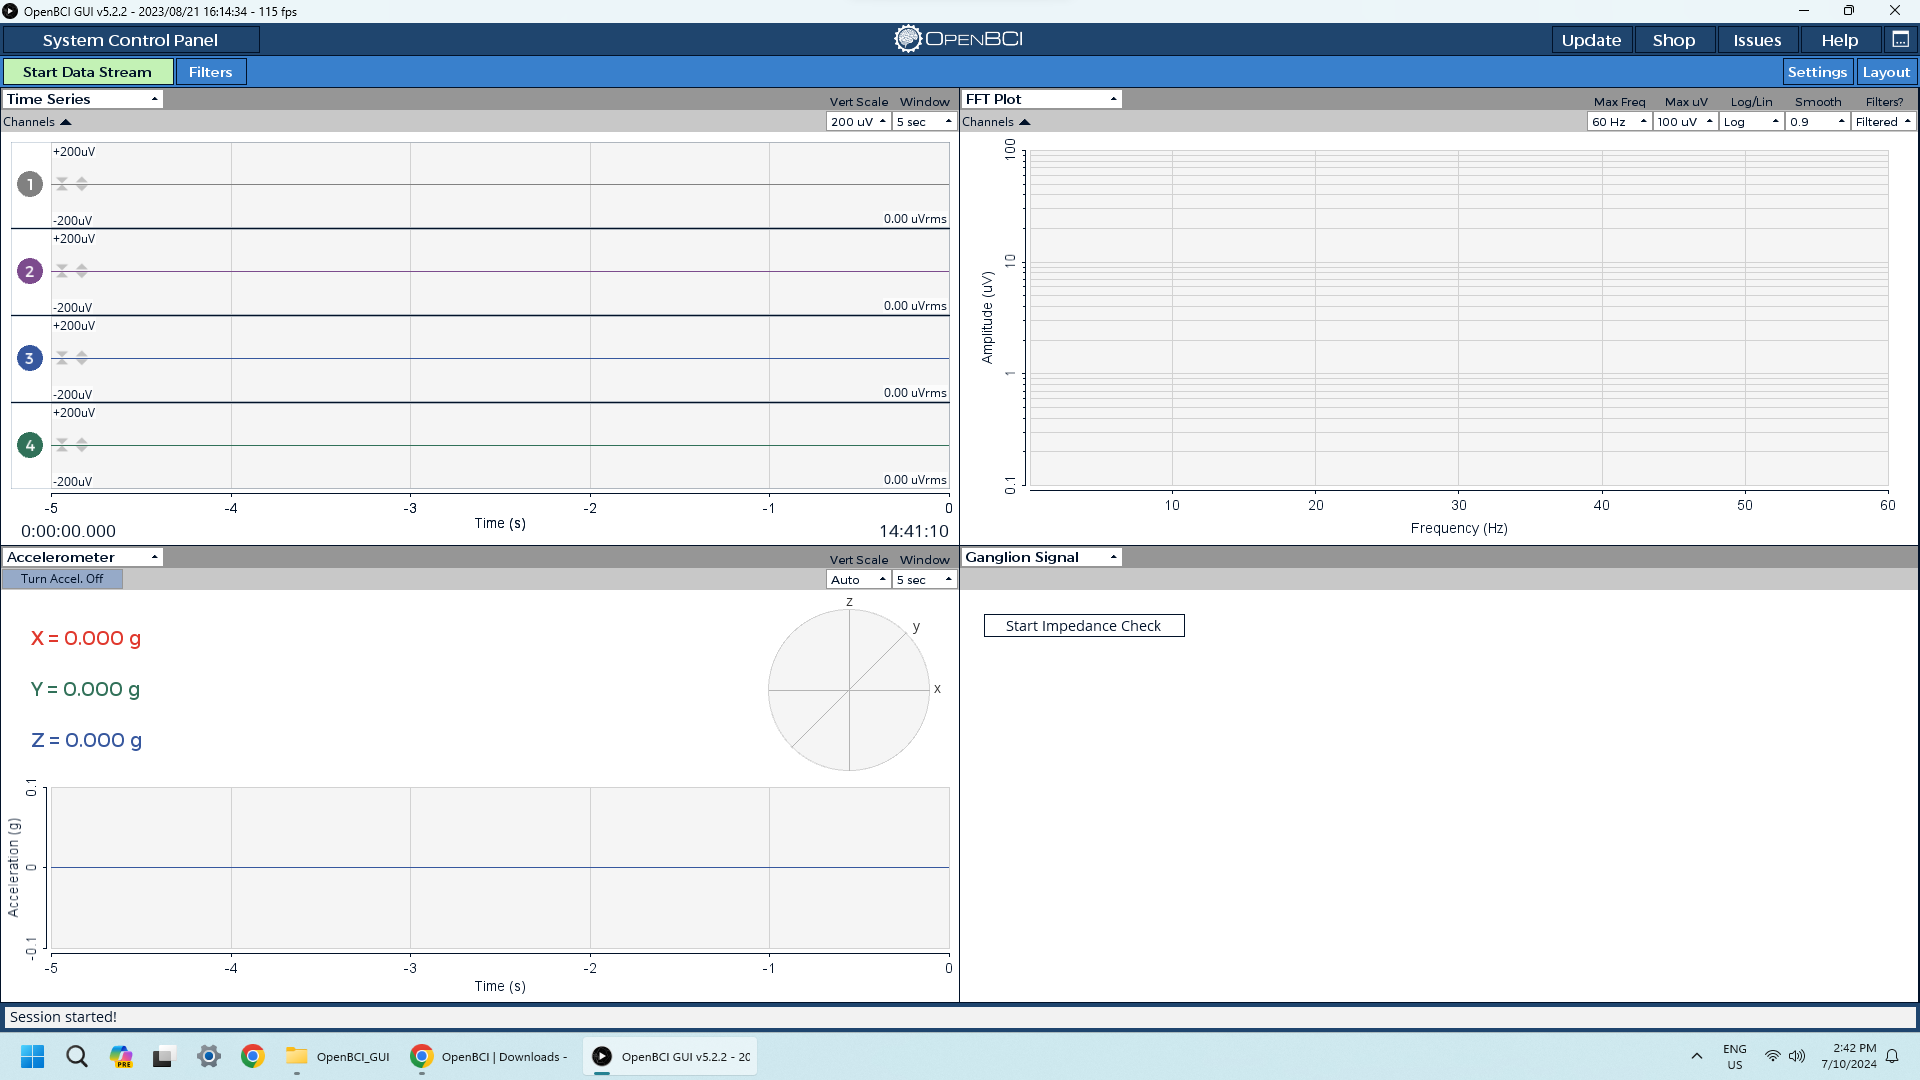 OpenBCI GUI v5.2.2 - 2023/08/21 16:14:34 - 115 fps
System Control Panel
OPENBCI
Update
Shop
Issues
Help
Start Data Stream
Filters
Settings
Layout
Time Series
Vert Scale
Window
Channels
200 uV
5 sec
+200uV
1
-200uV
0.00 uVrms
+200uV
2
-200uV
0.00 uVrms
+200uV
3
-200uV
0.00 uVrms
+200uV
4
-200uV
0.00 uVrms
-5 -4 -3 -2 -1 0
Time (s)
0:00:00.000
14:41:10
FFT Plot
Max Freq
Max uV
Log/Lin
Smooth
Filters?
Channels
60 Hz
100 uV
Log
0.9
Filtered
100
10
1
0.1
Amplitude (uV)
10 20 30 40 50 60
Frequency (Hz)
Accelerometer
Vert Scale
Window
Turn Accel. Off
Auto
5 sec
X = 0.000 g
Y = 0.000 g
Z = 0.000 g
z
y
x
0.1
0
-0.1
Acceleration (g)
-5 -4 -3 -2 -1 0
Time (s)
Ganglion Signal
Start Impedance Check
Session started!
PRE
OpenBCI_GUI
OpenBCI | Downloads -
OpenBCI GUI v5.2.2 - 20
ENG
US
2:42 PM
7/10/2024